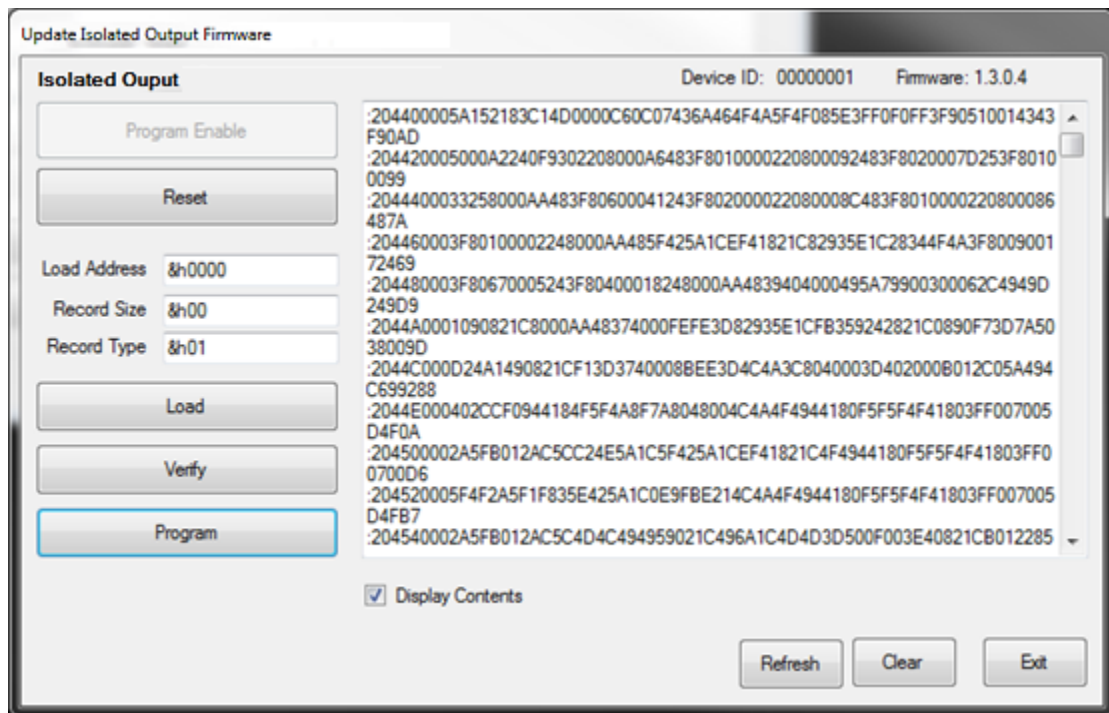 Update Isolated Output Firmware
Isolated Ouput
Device ID: 00000001 Firmware: 1.3.0.4
Program Enable
Reset
Load Address &h0000
Record Size &h00
Record Type &h01
Load
Verify
Program
:204400005A152183C14D0000C60C07436A464F4A5F4F085E3FF0F0FF3F90510014343
F90AD
:204420005000A2240F9302208000A6483F8010000220800092483F8020007D253F8010
0099
:2044400033258000AA483F80600041243F802000022080008C483F80100002208000​86
487A
:204460003F80100002248000AA485F425A1CEF41821C82935E1C28344F4A3F8009001
72469
:204480003F80670005243F80400018248000AA4839404000495A79900300062C4949D
249D9
:2044A0001090821C8000AA48374000FEFE3D82935E1CFB359242821C0890F73D7A50
38009D
:2044C000D24A1490821CF13D3740008BEE3D4C4A3C8040003D402000B012C05A494
C699288
:2044E000402CCF0944184F5F4A8F7A8048004C4A4F4944180F5F5F4F41803FF007005
D4F0A
:204500002A5FB012AC5CC24E5A1C5F425A1CEF41821C4F4944180F5F5F4F41803FF0
0700D6
:204520005F4F2A5F1F835E425A1C0E9FBE214C4A4F4944180F5F5F4F41803FF007005
D4FB7
:204540002A5FB012AC5C4D4C494959021C496A1C4D4D3D500F003E40821CB012285
Display Contents
Refresh Clear Exit